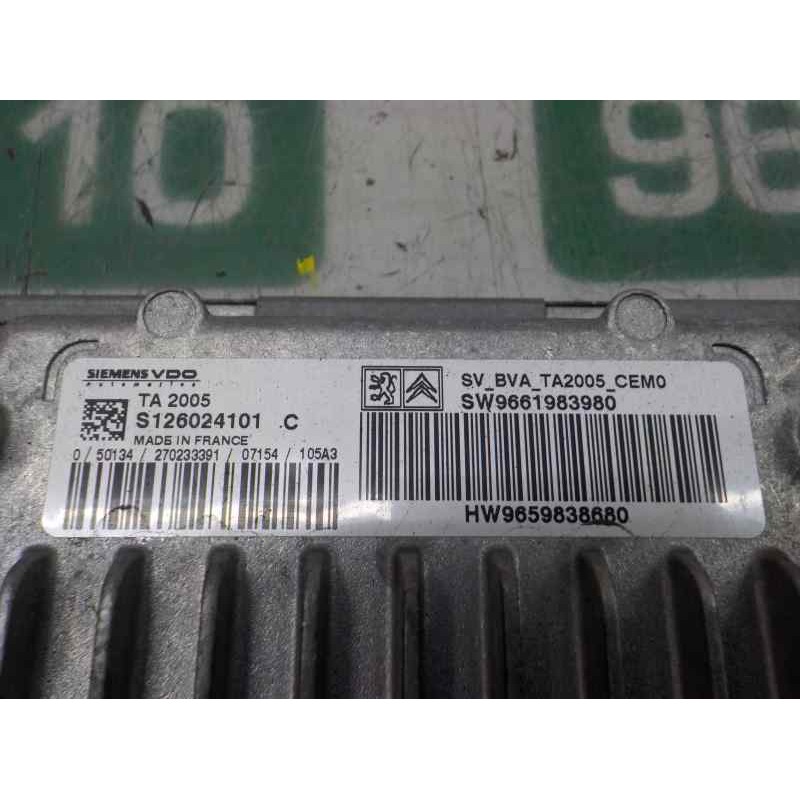 10
96
SIEMENS VDO
Automotive
TA 2005
S126024101 C
MADE IN FRANCE
0/50134/270233391/07154/105A3
SV_BVA_TA2005_CEM0
SW9661983980
HW9659838680